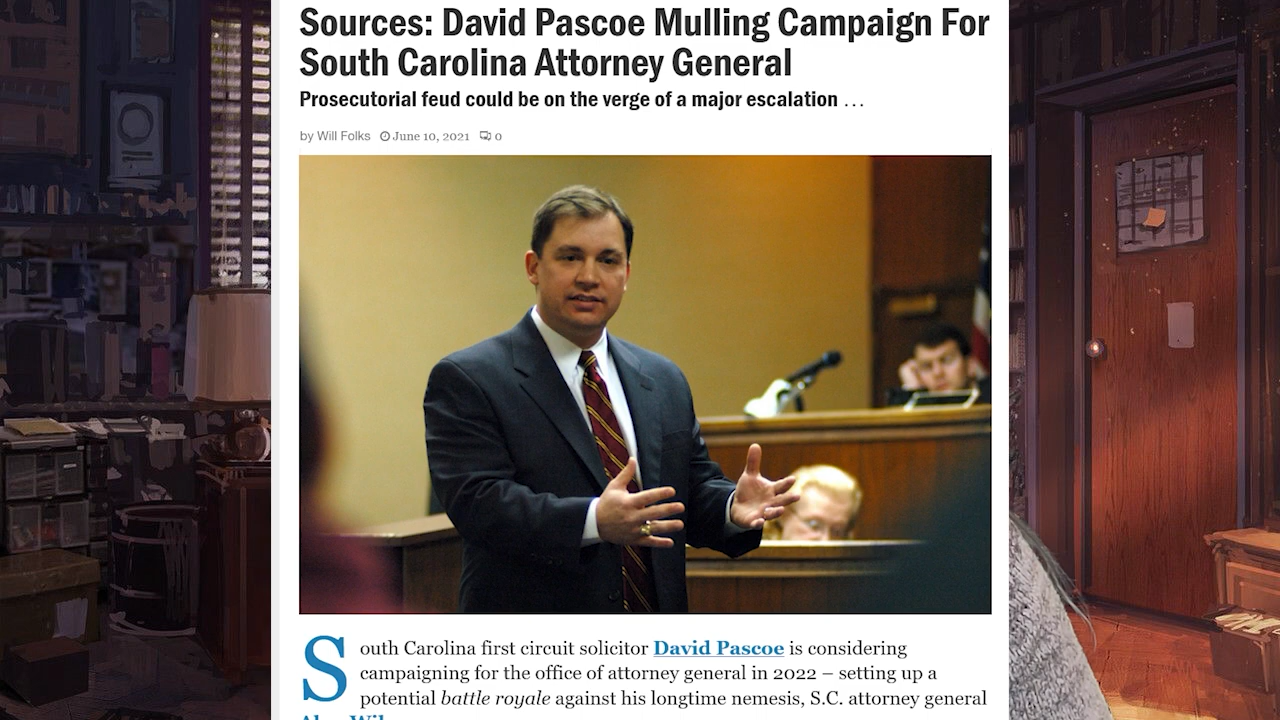 Sources: David Pascoe Mulling Campaign For
South Carolina Attorney General
Prosecutorial feud could be on the verge of a major escalation …
by Will Folks June 10, 2021 0
South Carolina first circuit solicitor David Pascoe is considering
campaigning for the office of attorney general in 2022 – setting up a
potential battle royale against his longtime nemesis, S.C. attorney general